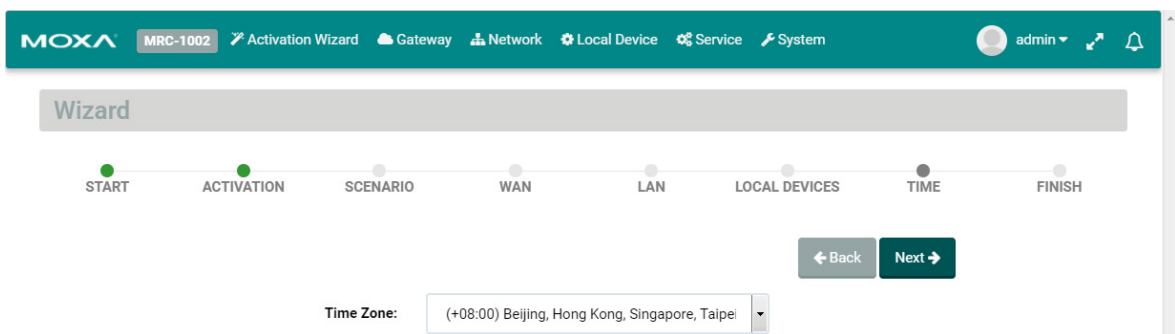 MOXA MRC-1002 Activation Wizard Gateway Network Local Device Service System admin
Wizard
START ACTIVATION SCENARIO WAN LAN LOCAL DEVICES TIME FINISH
Back Next
Time Zone: (+08:00) Beijing, Hong Kong, Singapore, Taipei